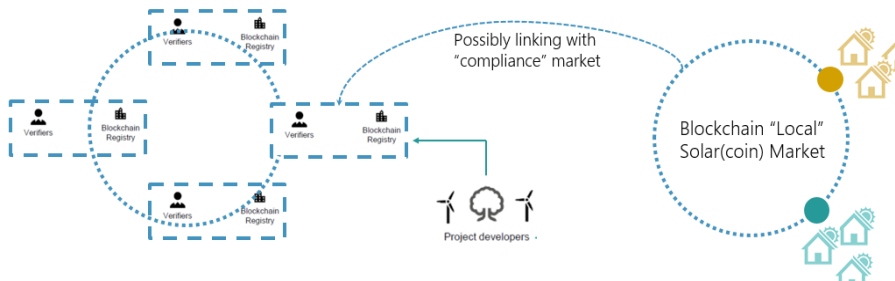 Verifiers
Blockchain
Registry
Possibly linking with
"compliance" market
Verifiers
Blockchain
Registry
Verifiers
Blockchain
Registry
Blockchain "Local"
Solar(coin) Market
Verifiers
Blockchain
Registry
Project developers